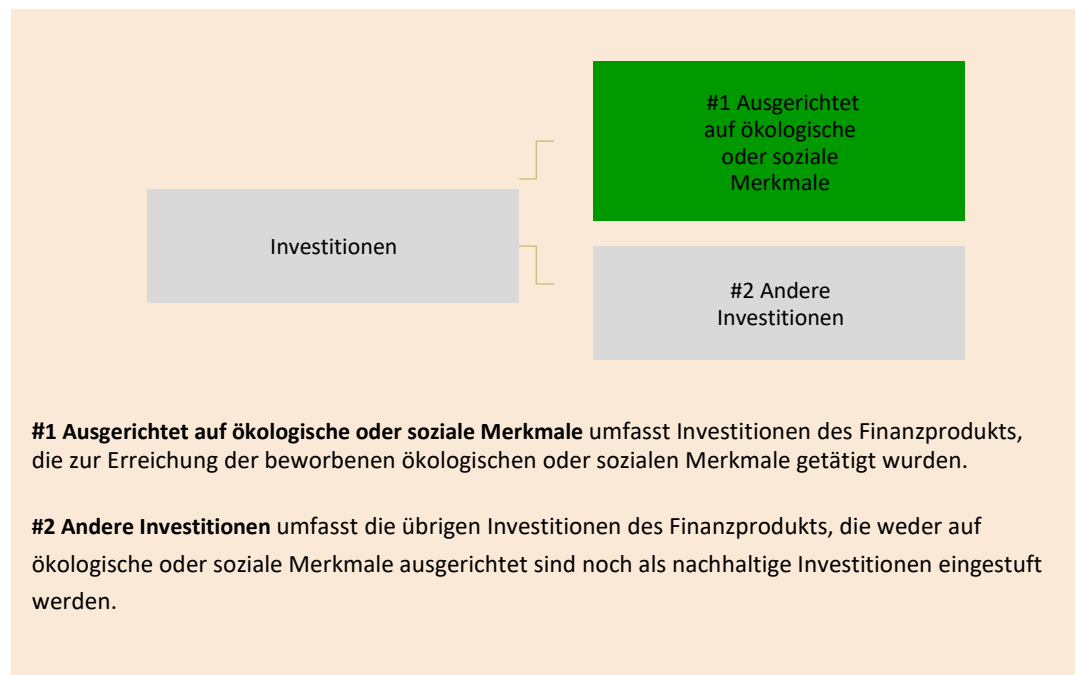 #1 Ausgerichtet
auf ökologische
oder soziale
Merkmale
Investitionen
#2 Andere
Investitionen
#1 Ausgerichtet auf ökologische oder soziale Merkmale umfasst Investitionen des Finanzprodukts,
die zur Erreichung der beworbenen ökologischen oder sozialen Merkmale getätigt wurden.
#2 Andere Investitionen umfasst die übrigen Investitionen des Finanzprodukts, die weder auf
ökologische oder soziale Merkmale ausgerichtet sind noch als nachhaltige Investitionen eingestuft
werden.